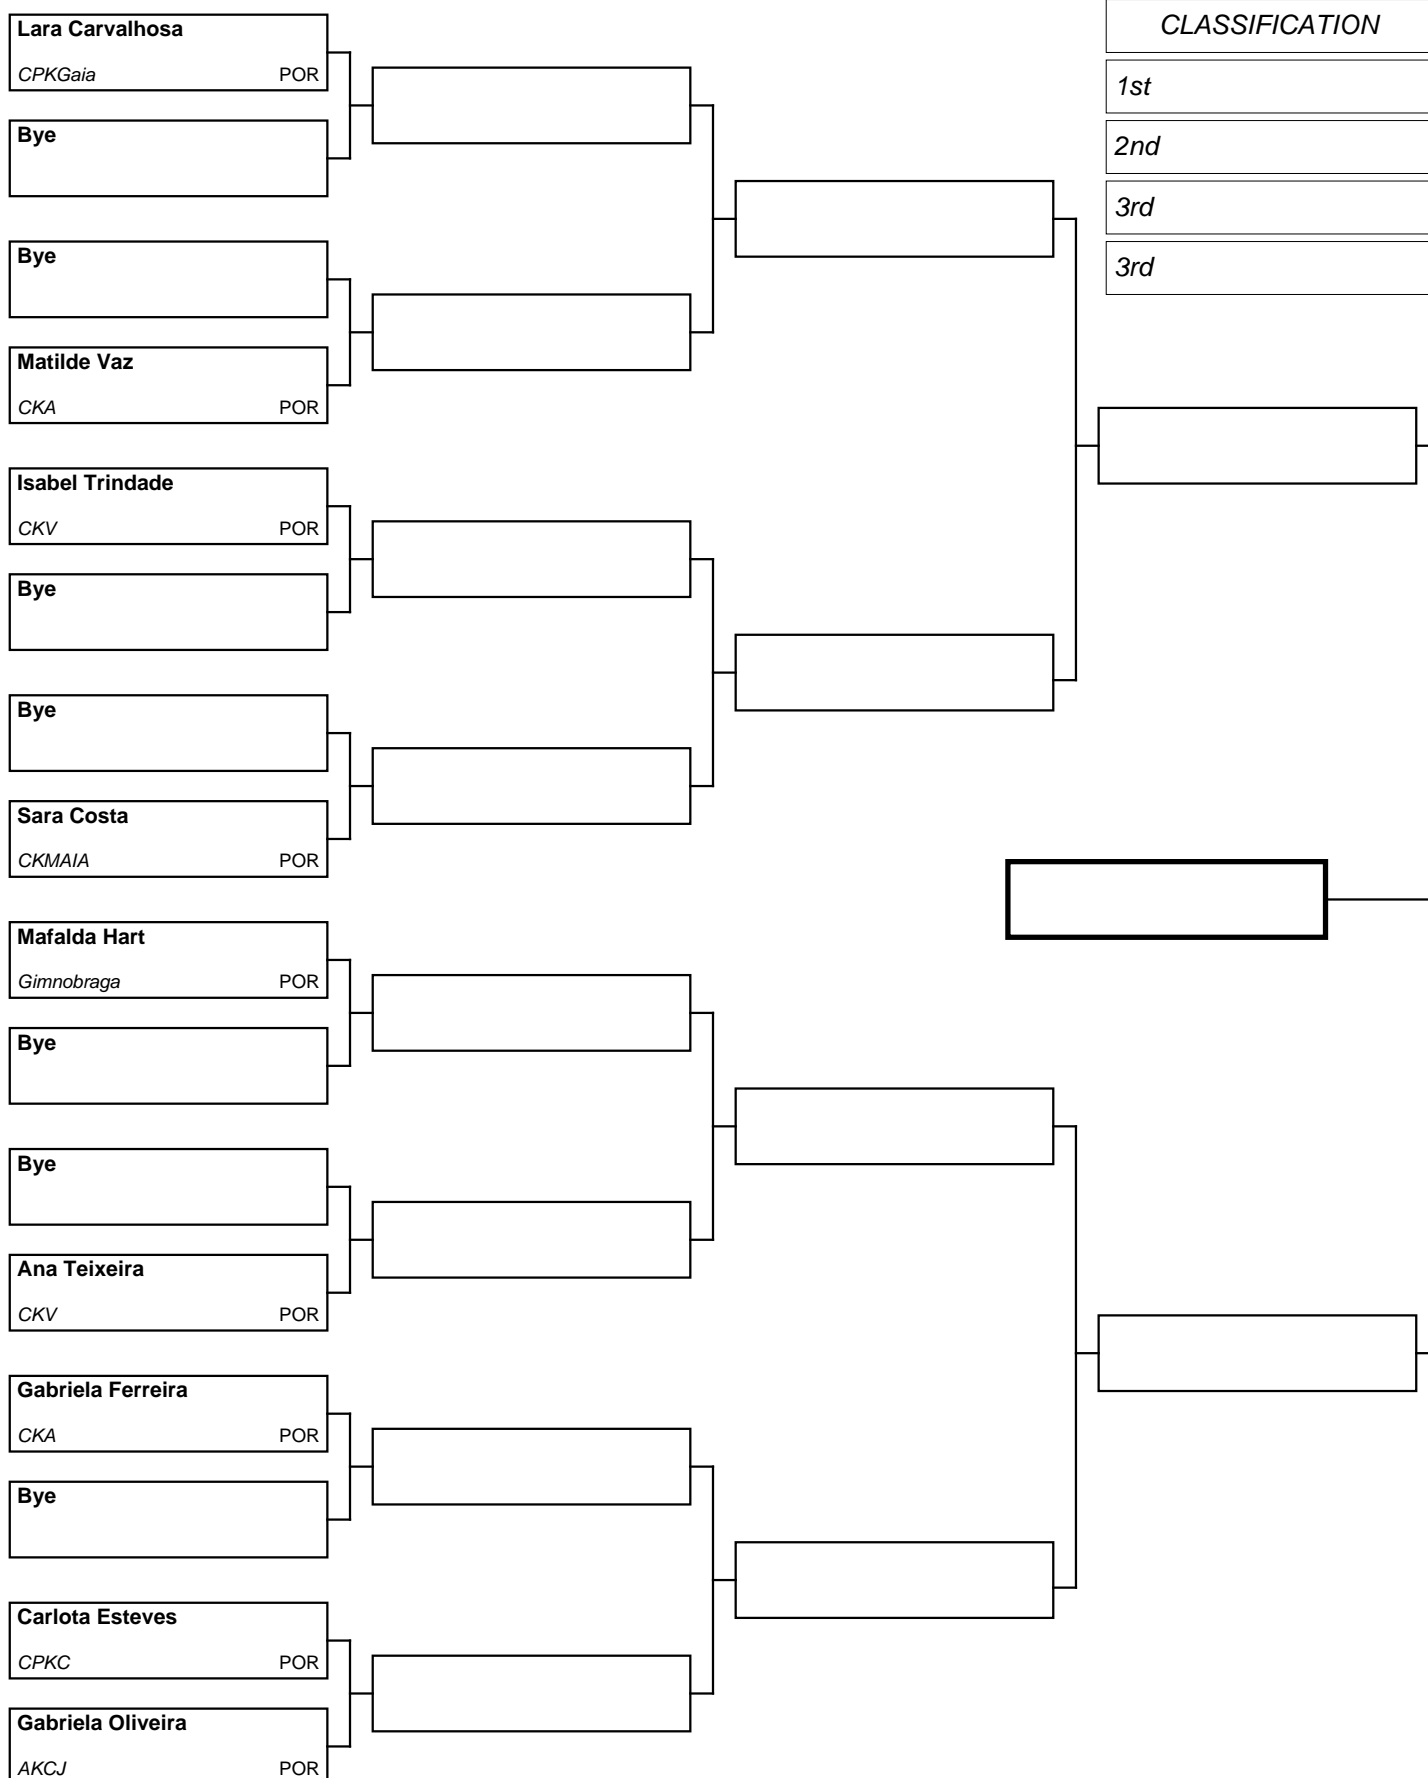 Lara Carvalhosa
CPKGaia POR
Bye
Bye
Matilde Vaz
CKA POR
Isabel Trindade
CKV POR
Bye
Bye
Sara Costa
CKMAIA POR
Mafalda Hart
Gimnobraga POR
Bye
Bye
Ana Teixeira
CKV POR
Gabriela Ferreira
CKA POR
Bye
Carlota Esteves
CPKC POR
Gabriela Oliveira
AKCJ POR
CLASSIFICATION
1st
2nd
3rd
3rd